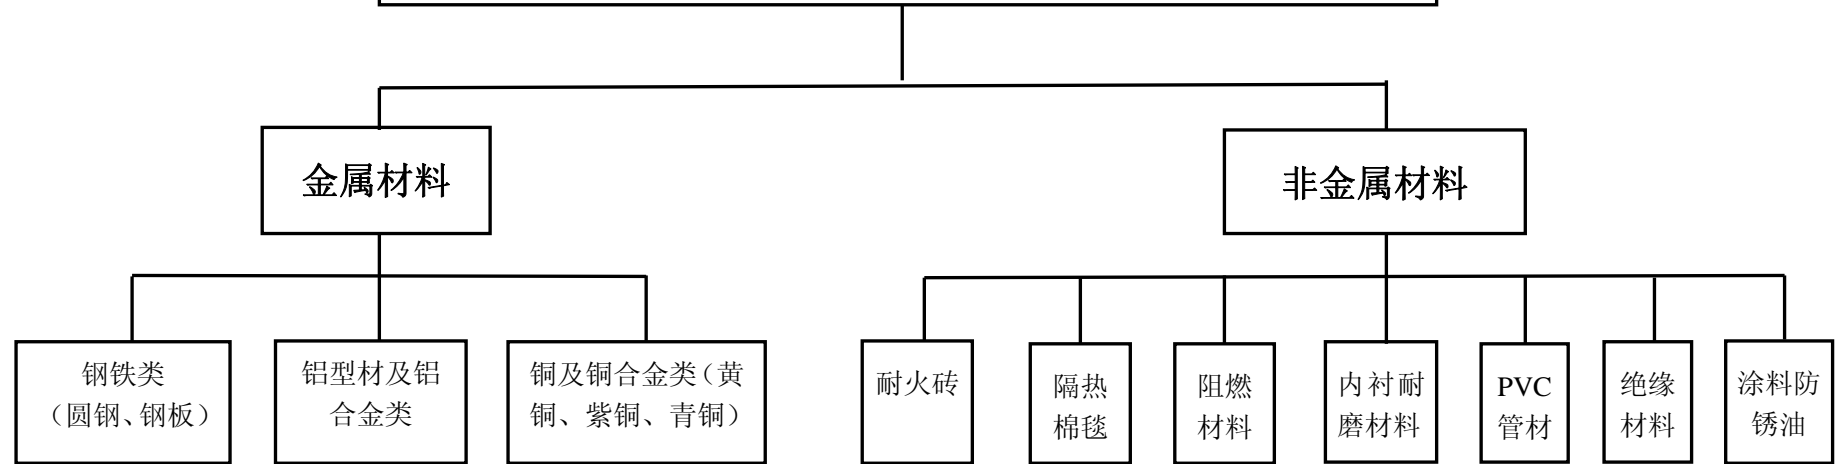 金属材料
非金属材料
钢铁类
（圆钢、钢板）
铝型材及铝
合金类
铜及铜合金类（黄
铜、紫铜、青铜）
耐火砖
隔热
棉毯
阻燃
材料
内衬耐
磨材料
PVC
管材
绝缘
材料
涂料防
锈油